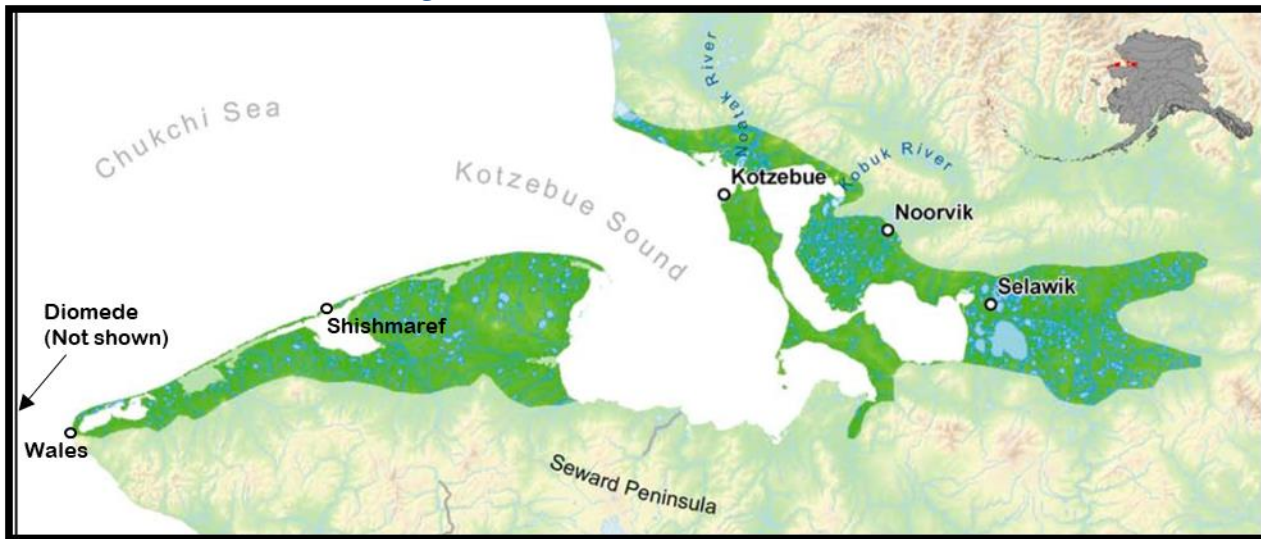 Chukchi Sea
Noatak River
Kotzebue Sound
Kotzebue
Kobuk River
Noorvik
Selawik
Diomede
(Not shown)
Shishmaref
Wales
Seward Peninsula